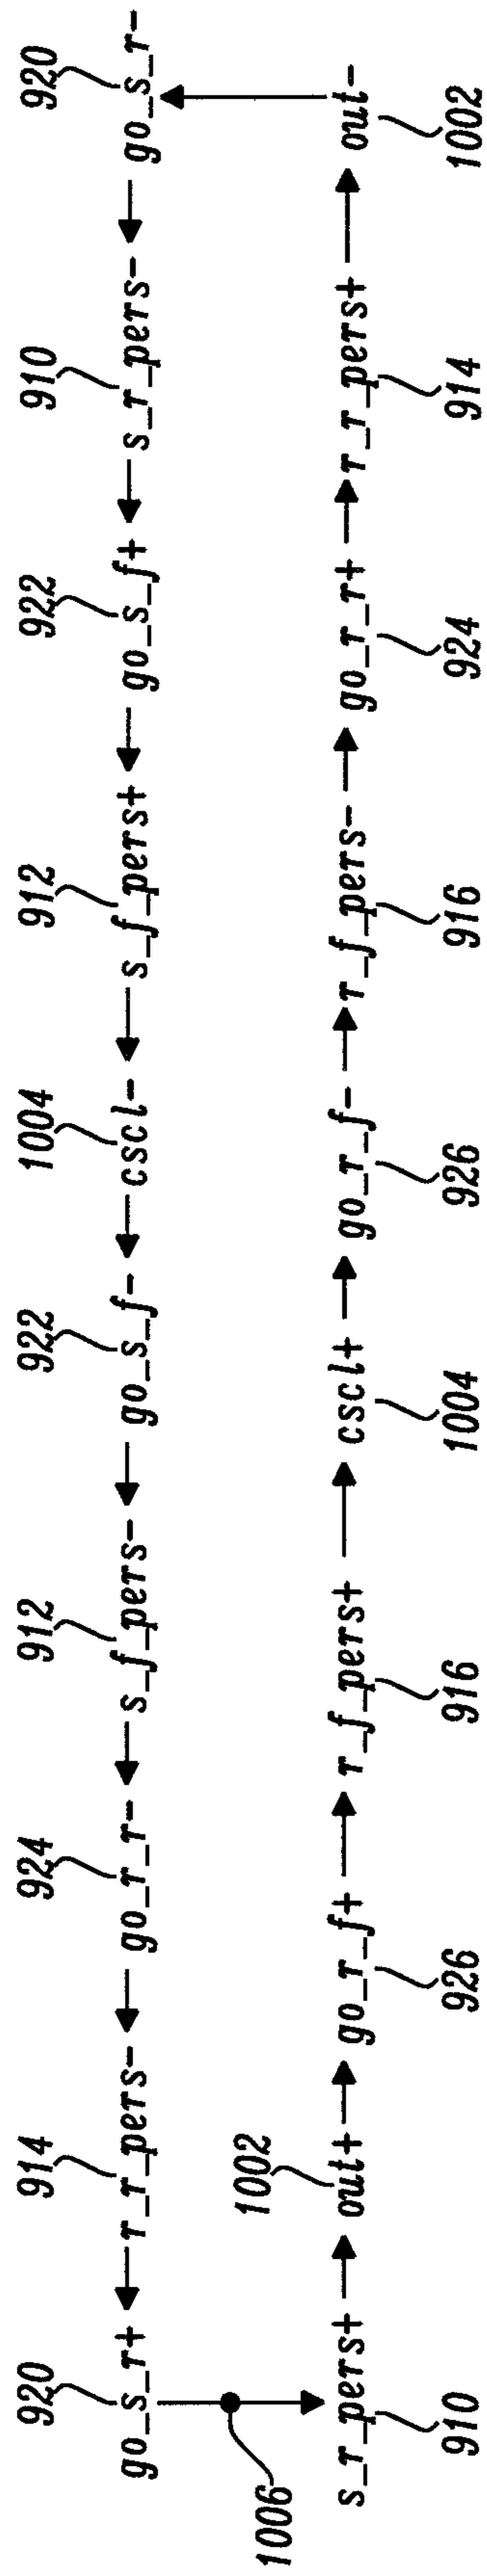 920 914 924 912 922 1004 912 922 910 920
go_s_r+ r_r_pers- go_r_r- s_f_pers- go_s_f- cscl- s_f_pers+ go_s_f+ s_r_pers- go_s_r-
1006 1002
s_r_pers+ out+ go_r_f+ r_f_pers+ cscl+ go_r_f- r_f_pers- go_r_r+ r_r_pers+ out-
910 926 916 1004 926 916 924 914 1002